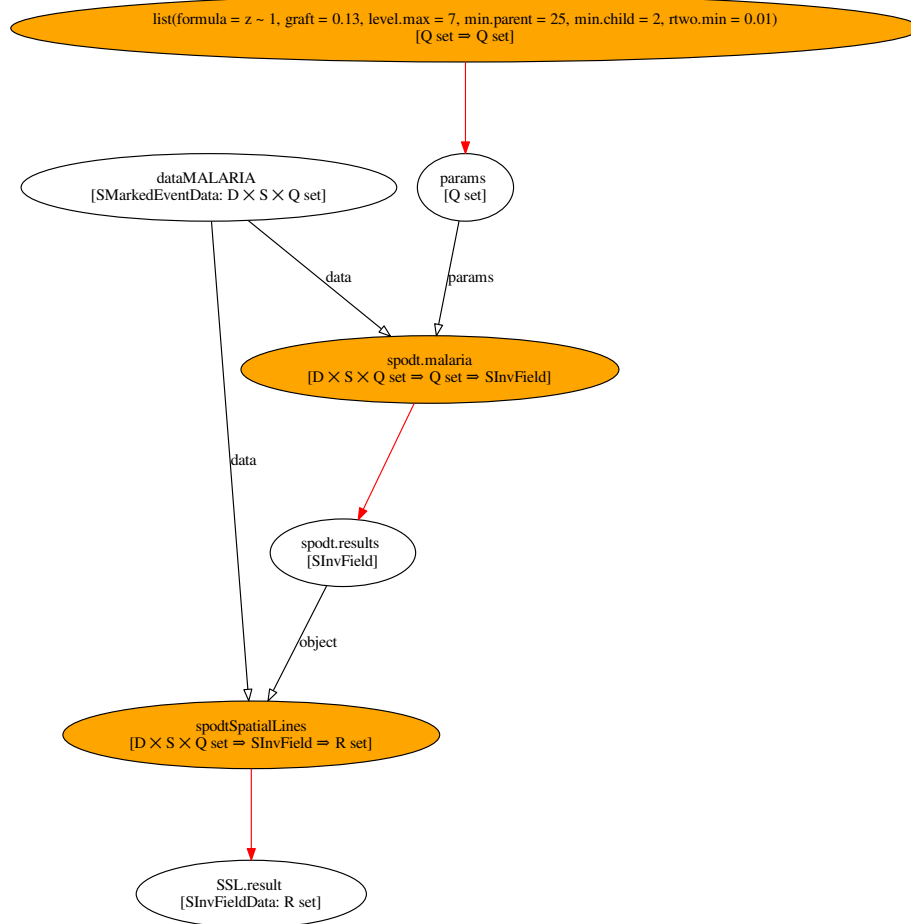 list(formula = z ~ 1, graft = 0.13, level.max = 7, min.parent = 25, min.child = 2, rtwo.min = 0.01)
[Q set ⇒ Q set]
dataMALARIA
[SMarkedEventData: D ✕ S ✕ Q set]
params
[Q set]
data
params
spodt.malaria
[D ✕ S ✕ Q set ⇒ Q set ⇒ SInvField]
data
spodt.results
[SInvField]
object
spodtSpatialLines
[D ✕ S ✕ Q set ⇒ SInvField ⇒ R set]
SSL.result
[SInvFieldData: R set]